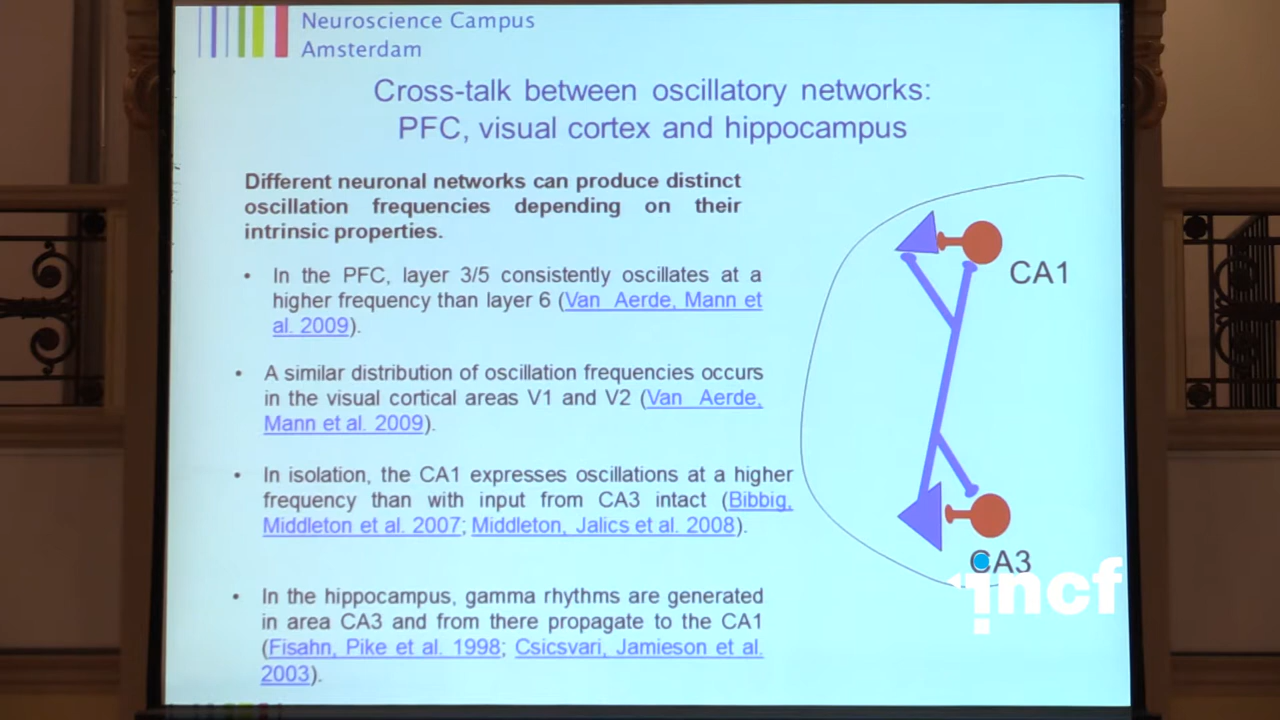 Neuroscience Campus
Amsterdam
Cross-talk between oscillatory networks:
PFC, visual cortex and hippocampus
Different neuronal networks can produce distinct
oscillation frequencies depending on their
intrinsic properties.
• In the PFC, layer 3/5 consistently oscillates at a
higher frequency than layer 6 (Van Aerde, Mann et
al. 2009).
• A similar distribution of oscillation frequencies occurs
in the visual cortical areas V1 and V2 (Van Aerde,
Mann et al. 2009).
• In isolation, the CA1 expresses oscillations at a higher
frequency than with input from CA3 intact (Bibbig,
Middleton et al. 2007; Middleton, Jalics et al. 2008).
• In the hippocampus, gamma rhythms are generated
in area CA3 and from there propagate to the CA1
(Fisahn, Pike et al. 1998; Csicsvari, Jamieson et al.
2003).
CA1
CA3
incf